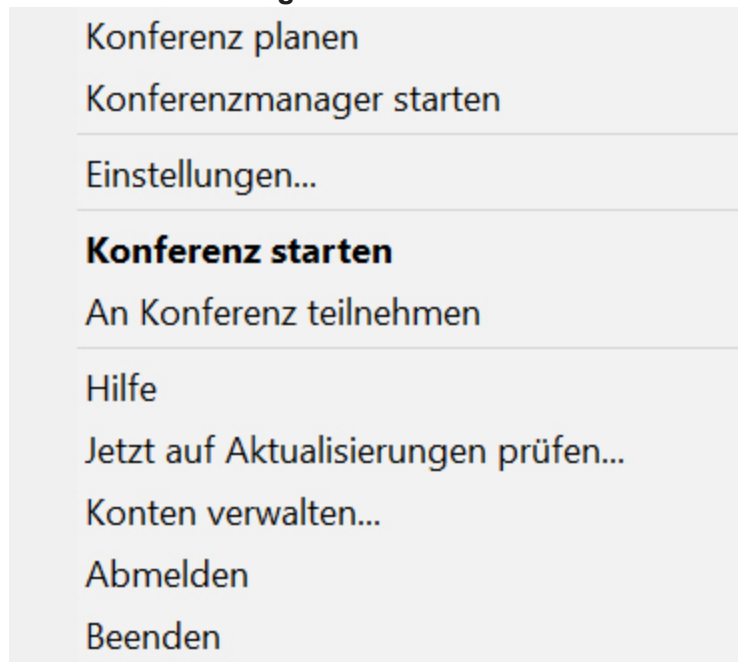 Konferenz planen
Konferenzmanager starten
Einstellungen...
Konferenz starten
An Konferenz teilnehmen
Hilfe
Jetzt auf Aktualisierungen prüfen...
Konten verwalten...
Abmelden
Beenden